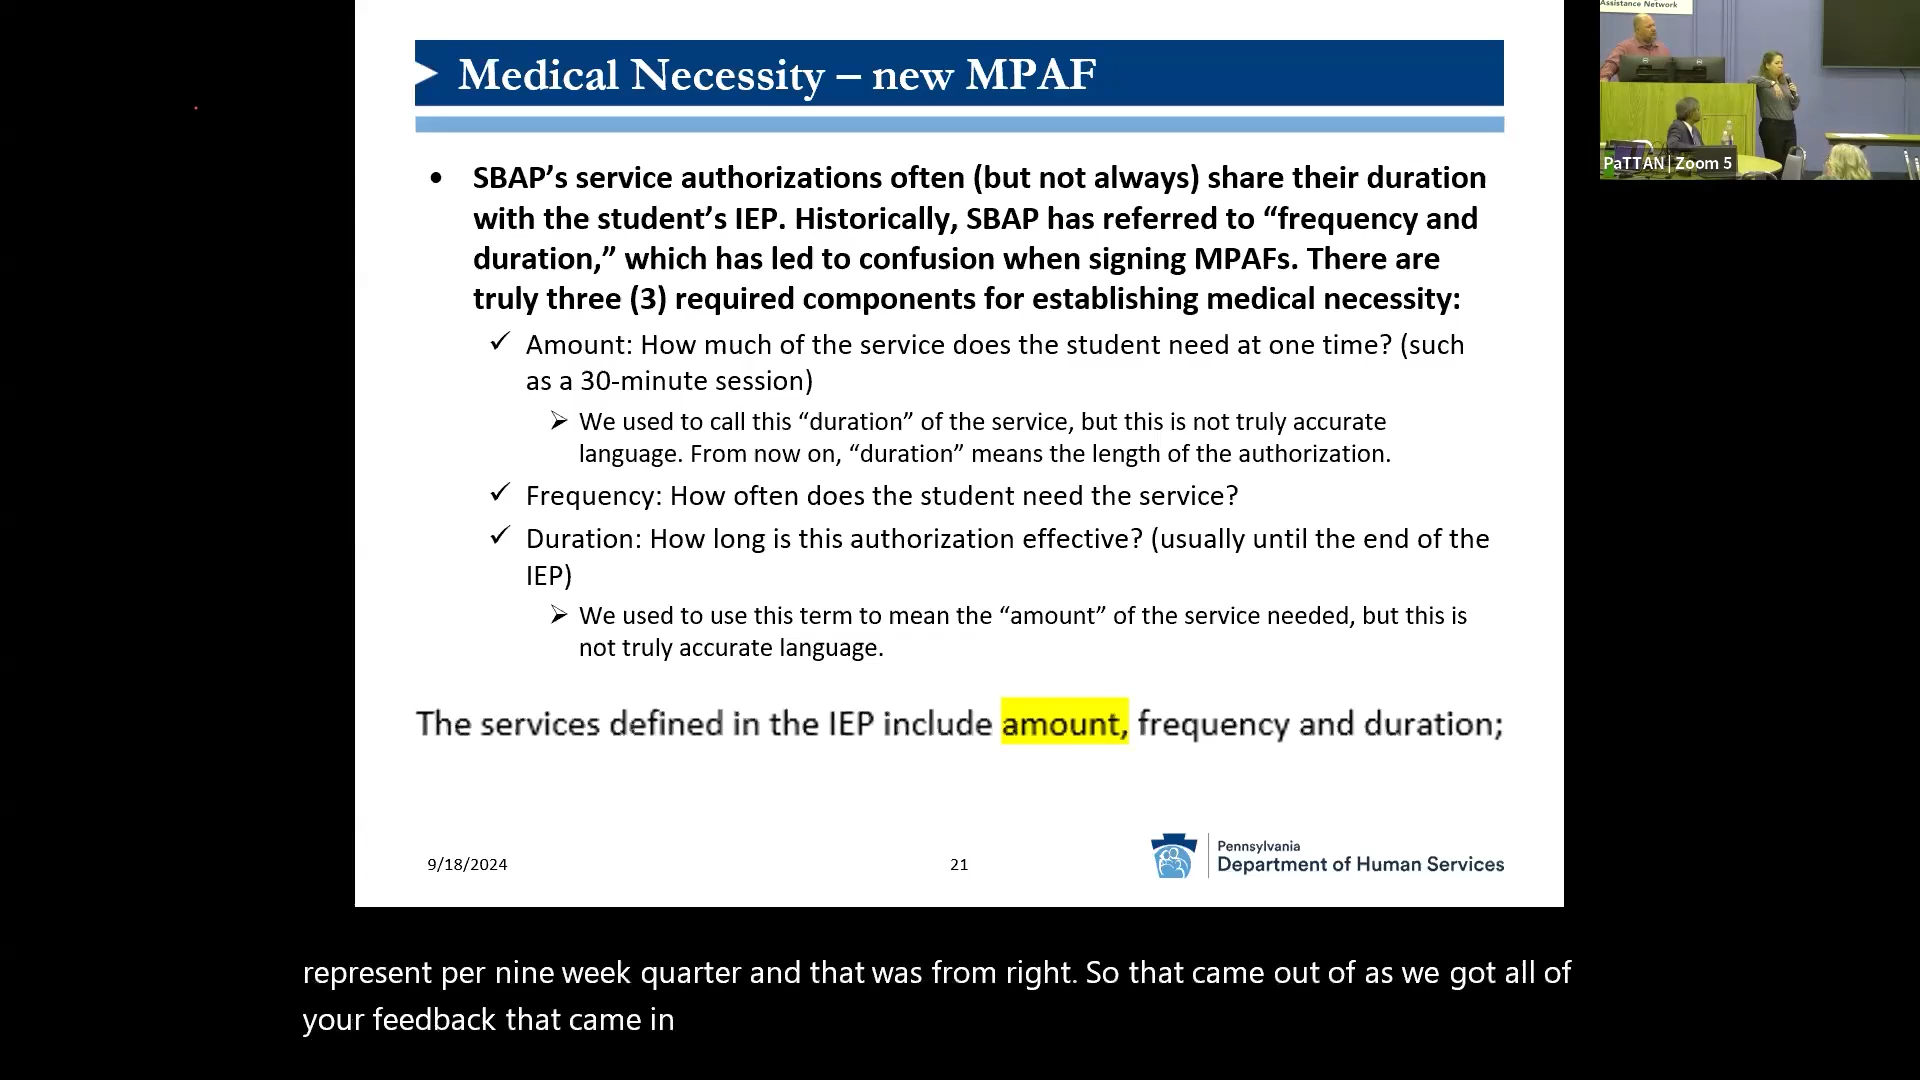 Assistance Network
PaTTAN | Zoom 5
Medical Necessity – new MPAF
• SBAP’s service authorizations often (but not always) share their duration
with the student’s IEP. Historically, SBAP has referred to “frequency and
duration,” which has led to confusion when signing MPAFs. There are
truly three (3) required components for establishing medical necessity:
✓ Amount: How much of the service does the student need at one time? (such
as a 30-minute session)
➢ We used to call this “duration” of the service, but this is not truly accurate
language. From now on, “duration” means the length of the authorization.
✓ Frequency: How often does the student need the service?
✓ Duration: How long is this authorization effective? (usually until the end of the
IEP)
➢ We used to use this term to mean the “amount” of the service needed, but this is
not truly accurate language.
The services defined in the IEP include amount, frequency and duration;
9/18/2024
21
Pennsylvania
Department of Human Services
represent per nine week quarter and that was from right. So that came out of as we got all of
your feedback that came in